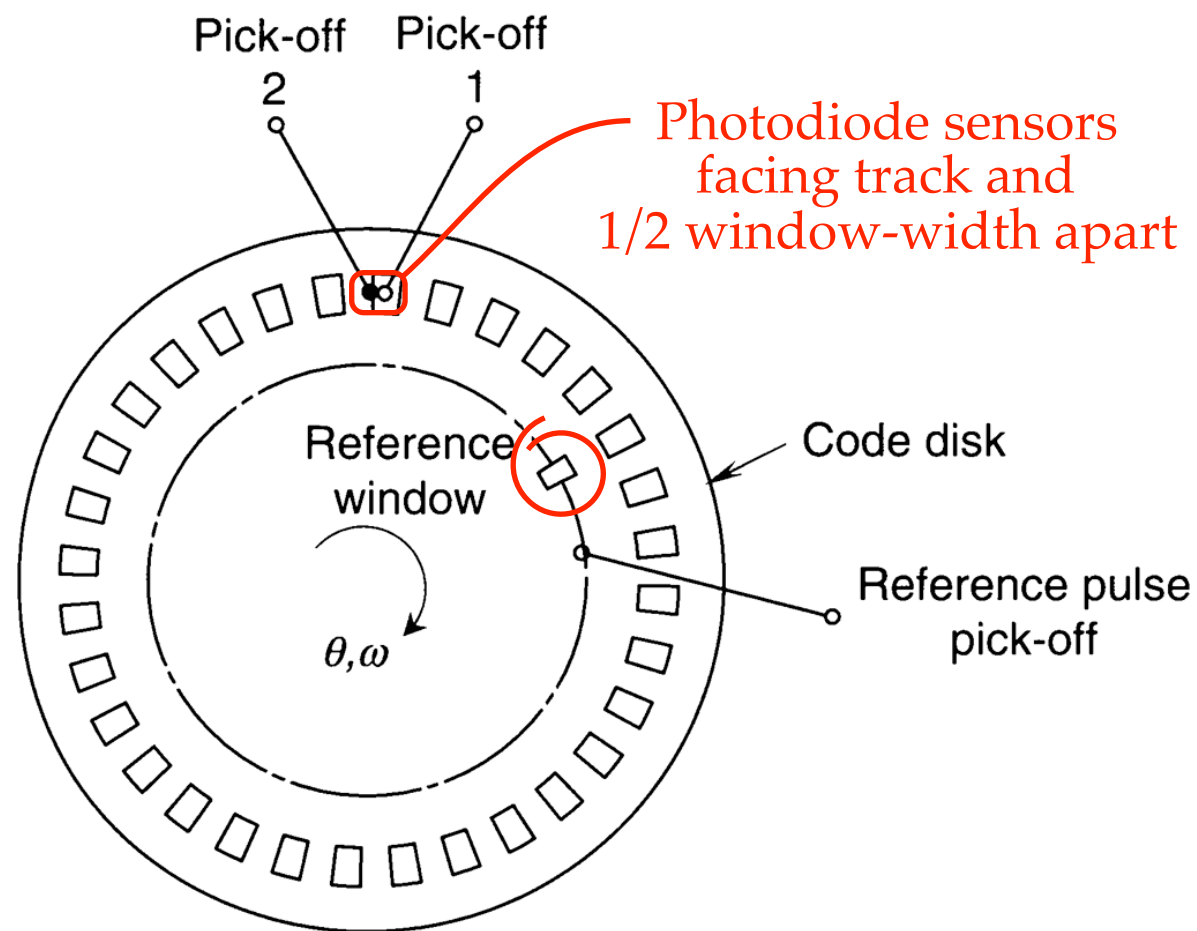 Pick-off
2
Pick-off
1
Photodiode sensors
facing track and
1/2 window-width apart
Reference
window
Code disk
Reference pulse
pick-off
θ,ω